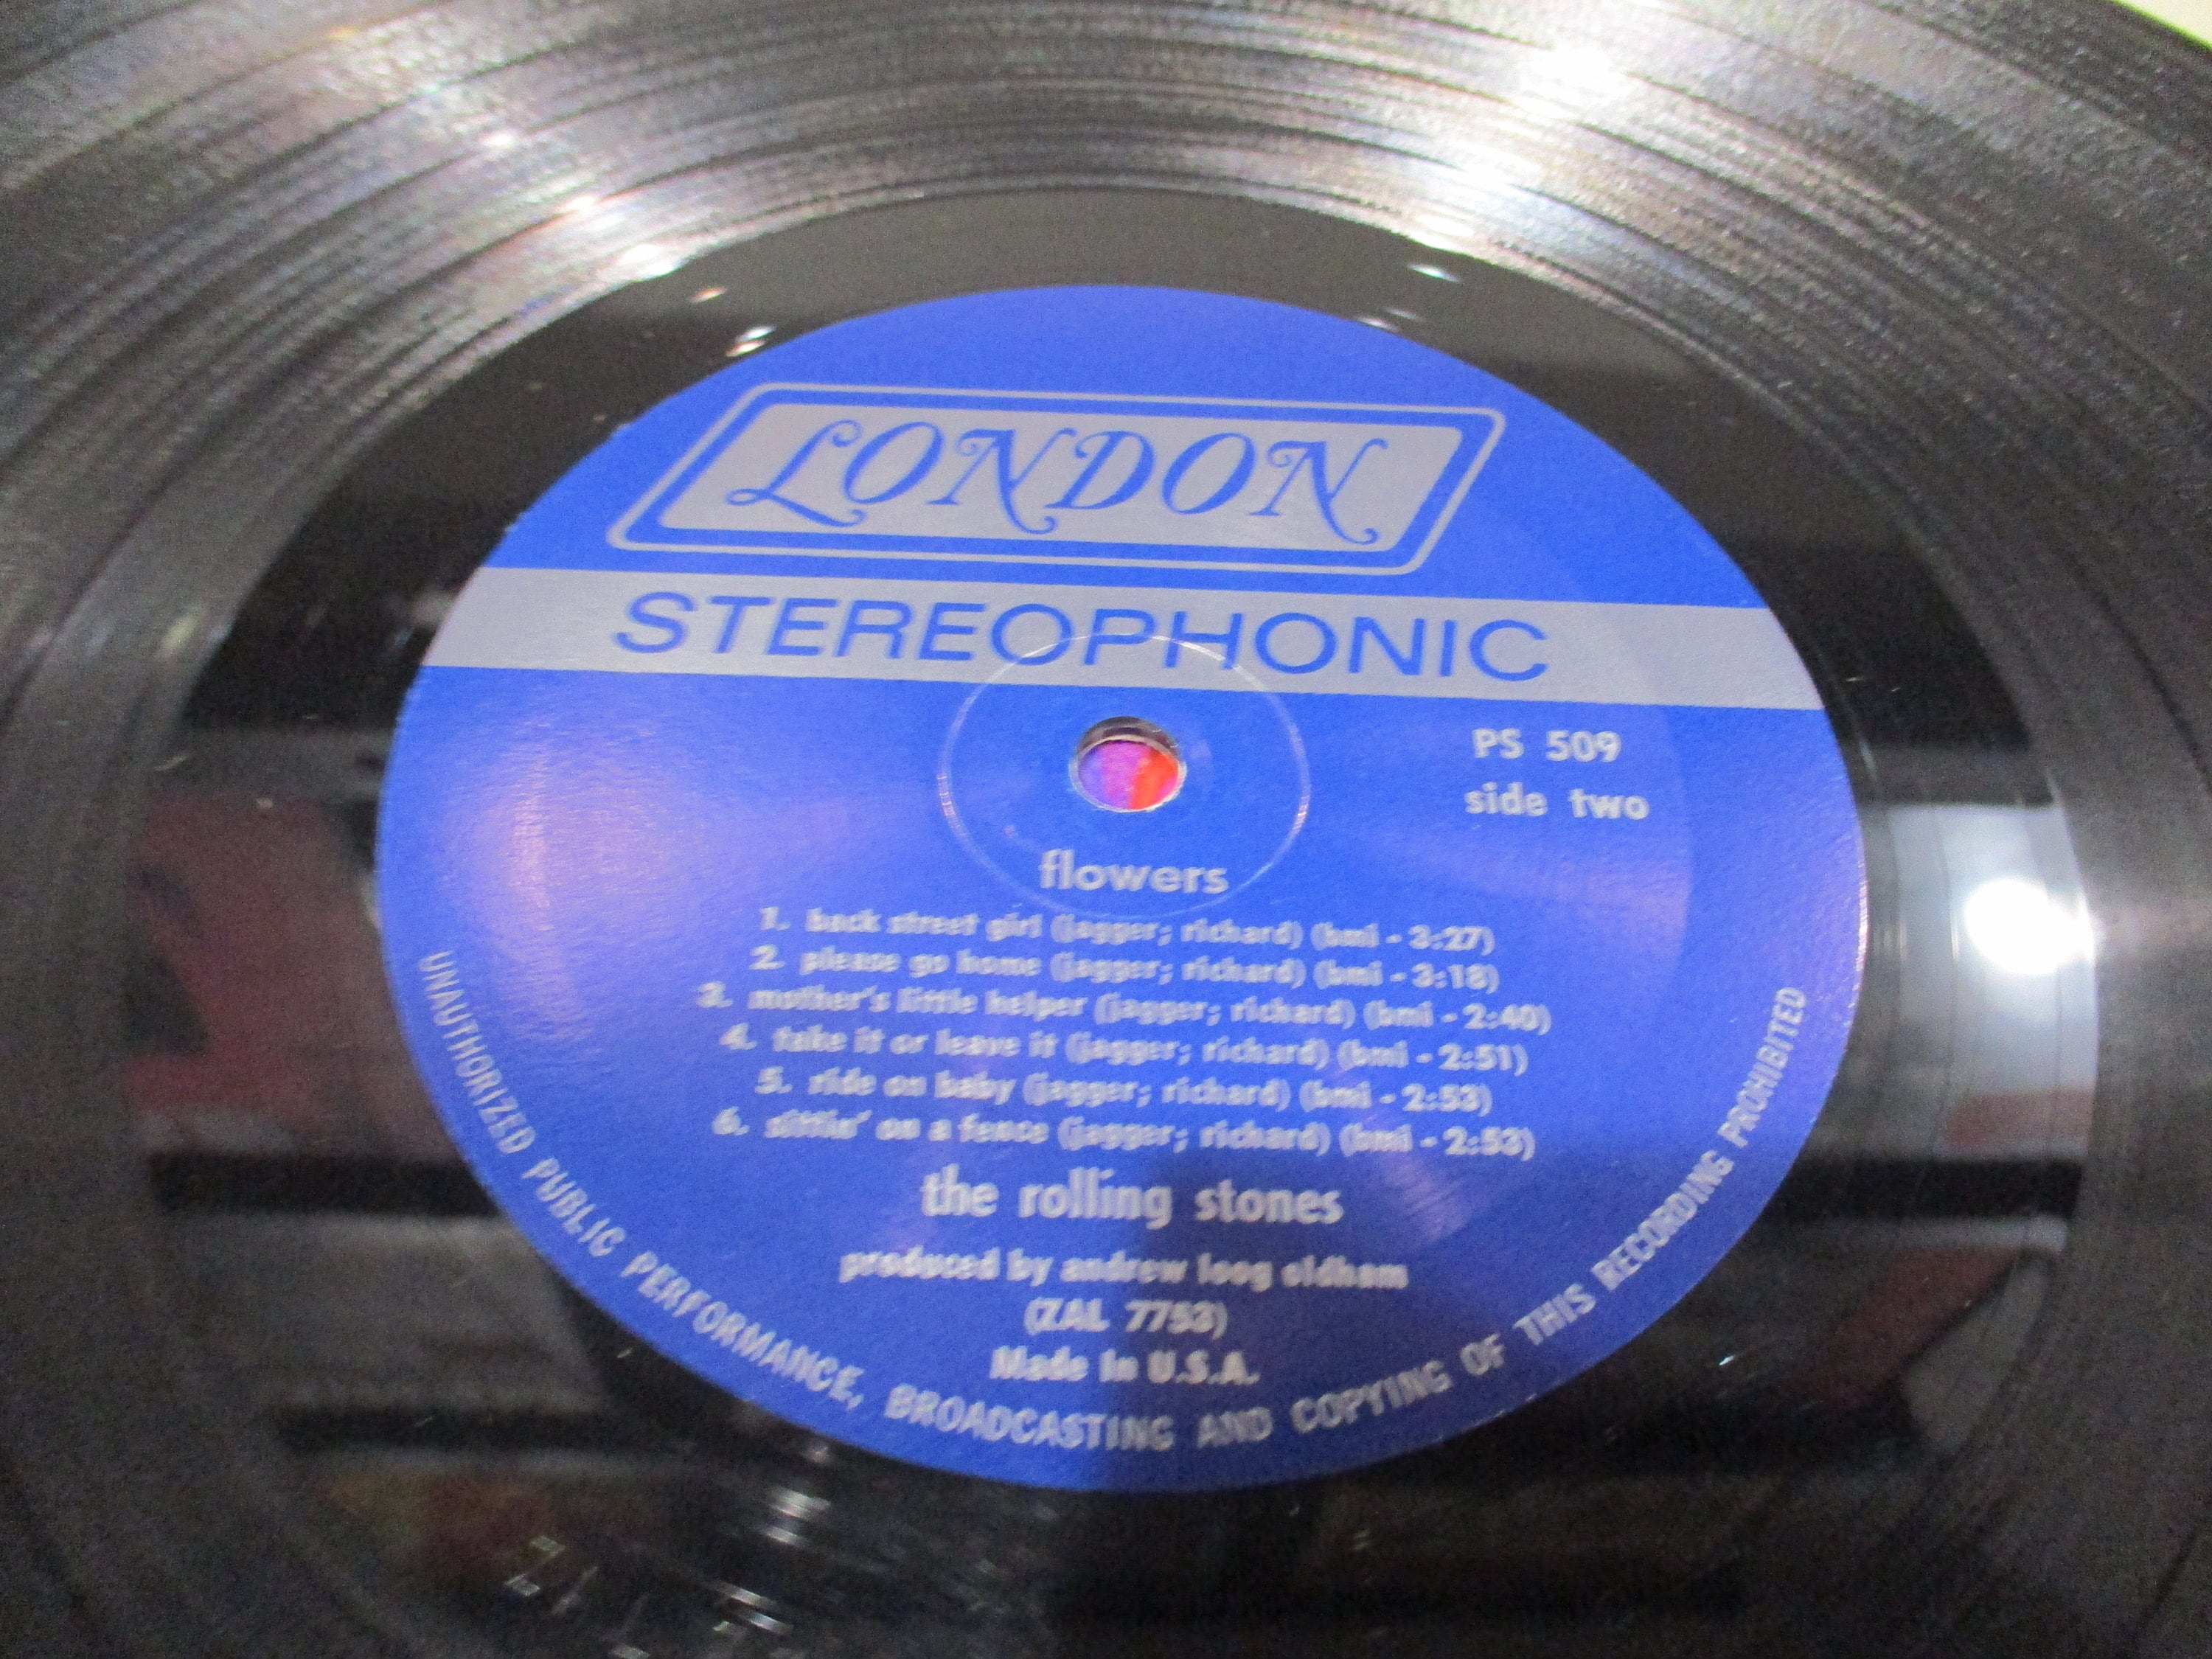 LONDON
STEREOPHONIC
PS 509
side two
flowers
1. back street girl (jagger; richard) (bmi - 3:27)
2. please go home (jagger; richard) (bmi - 3:18)
3. mother's little helper (jagger; richard) (bmi - 2:40)
4. take it or leave it (jagger; richard) (bmi - 2:51)
5. ride on baby (jagger; richard) (bmi - 2:53)
6. sittin' on a fence (jagger; richard) (bmi - 2:53)
the rolling stones
produced by andrew loog oldham
(ZAL 7753)
Made In U.S.A.
UNAUTHORIZED PUBLIC PERFORMANCE, BROADCASTING AND COPYING OF THIS RECORDING PROHIBITED